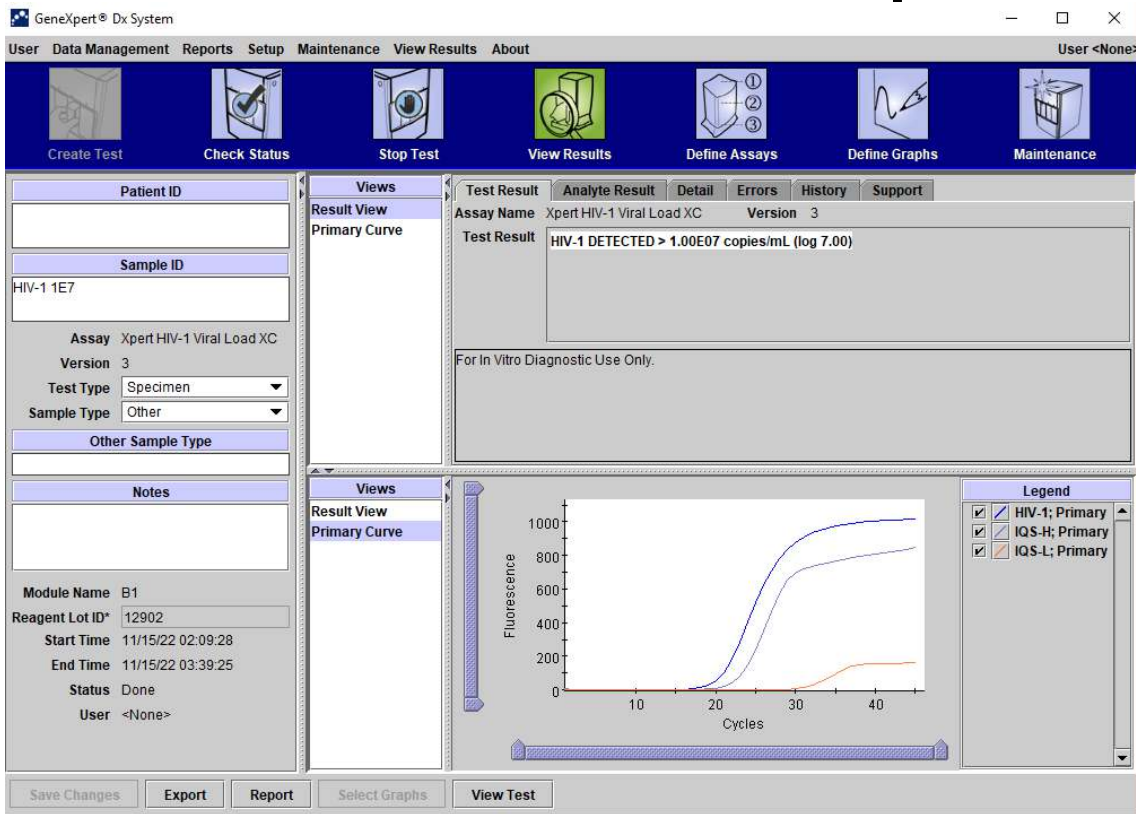 GeneXpert® Dx System
User Data Management Reports Setup Maintenance View Results About User <None>
Create Test Check Status Stop Test View Results Define Assays Define Graphs Maintenance
Patient ID
Sample ID
HIV-1 1E7
Assay Xpert HIV-1 Viral Load XC
Version 3
Test Type Specimen
Sample Type Other
Other Sample Type
Notes
Module Name B1
Reagent Lot ID* 12902
Start Time 11/15/22 02:09:28
End Time 11/15/22 03:39:25
Status Done
User <None>
Views
Result View
Primary Curve
Test Result Analyte Result Detail Errors History Support
Assay Name Xpert HIV-1 Viral Load XC Version 3
Test Result HIV-1 DETECTED > 1.00E07 copies/mL (log 7.00)
For In Vitro Diagnostic Use Only.
Views
Result View
Primary Curve
Fluorescence
1000
800
600
400
200
0
10 20 30 40
Cycles
Legend
HIV-1; Primary
IQS-H; Primary
IQS-L; Primary
Save Changes Export Report Select Graphs View Test